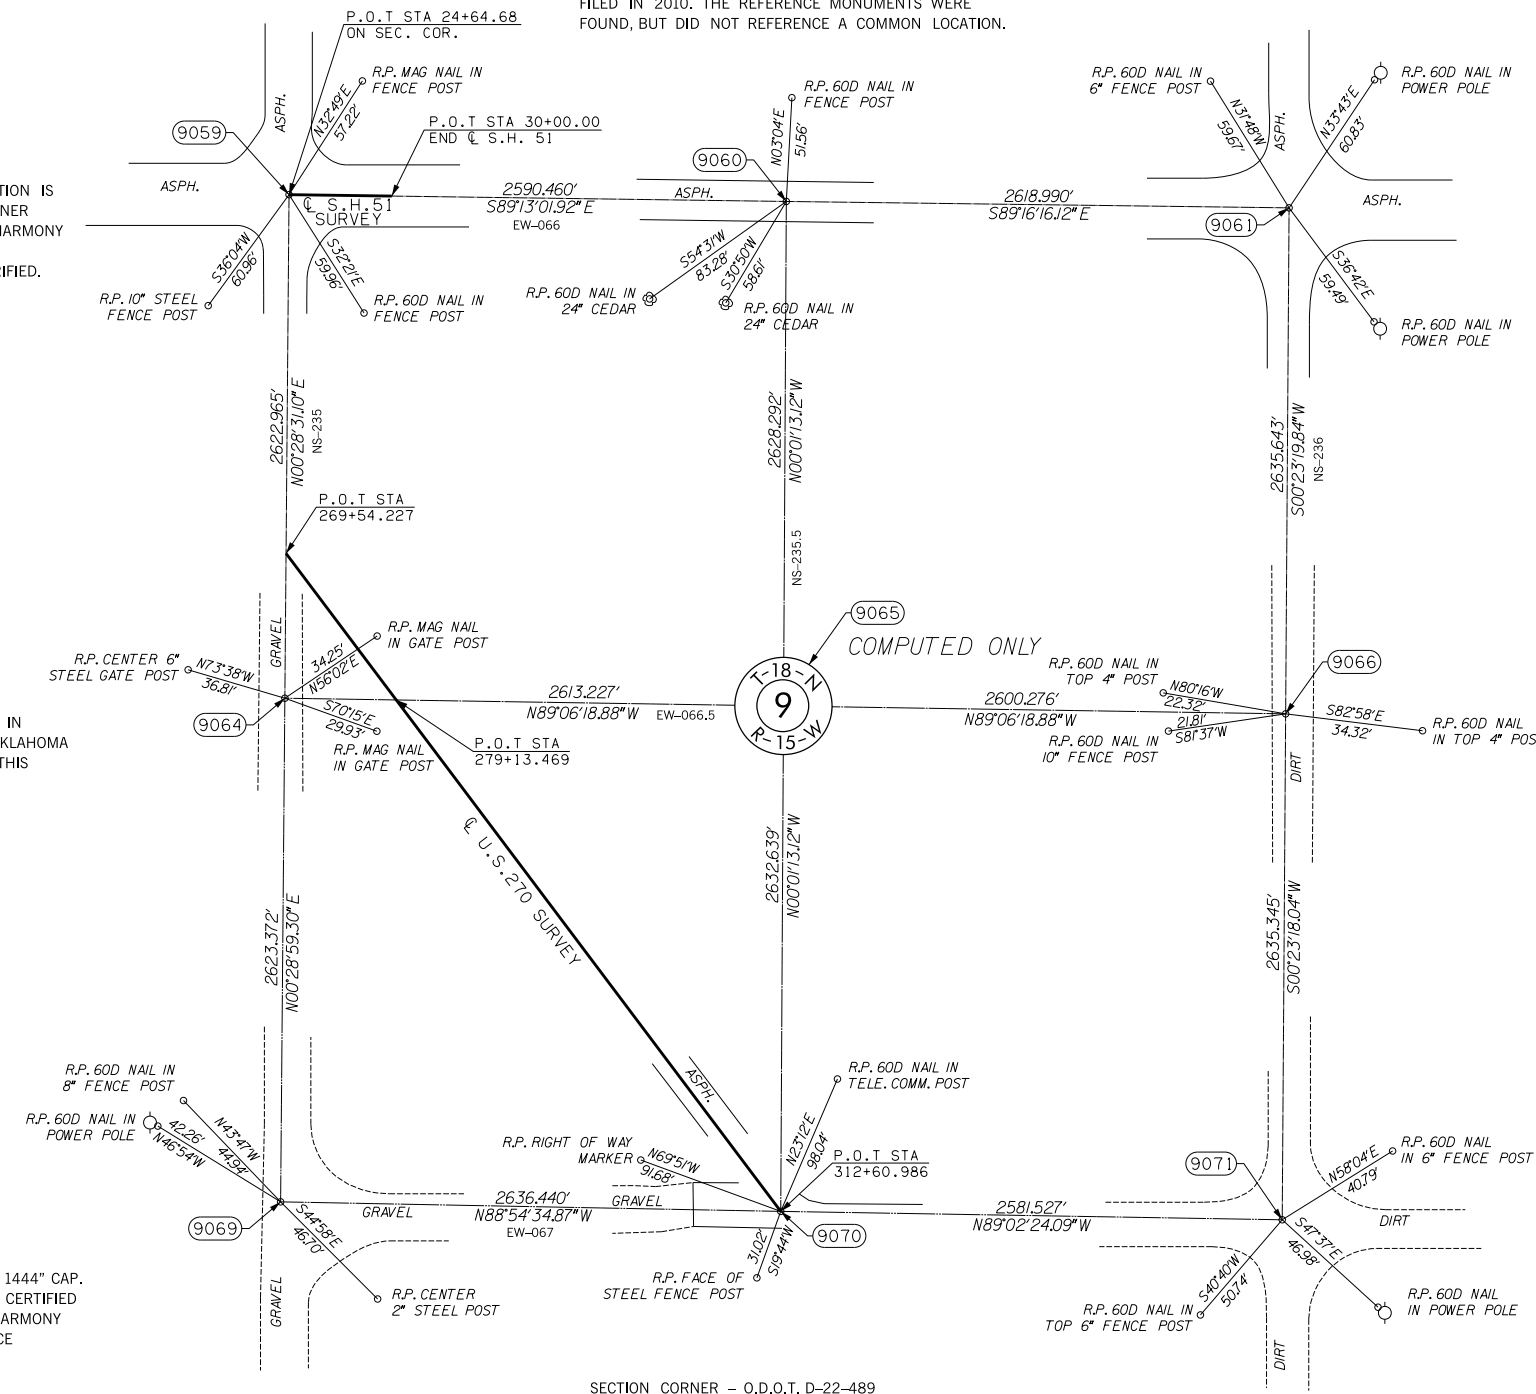 FILED IN 2010. THE REFERENCE MONUMENTS WERE
FOUND, BUT DID NOT REFERENCE A COMMON LOCATION.
P.O.T STA 24+64.68
ON SEC. COR.
R.P. MAG NAIL IN
FENCE POST
N32°49'E
57.22'
ASPH.
9059
P.O.T STA 30+00.00
END ℄ S.H. 51
ASPH.
℄ S.H.51
SURVEY
2590.460'
S89°13'01.92" E
EW-066
S36°04'W
60.96'
S32°21'E
59.96'
R.P. 10" STEEL
FENCE POST
R.P. 60D NAIL IN
FENCE POST
R.P. 60D NAIL IN
FENCE POST
N03°04'E
51.56'
9060
ASPH.
2618.990'
S89°16'16.12" E
S54°31'W
83.28'
S30°50'W
58.61'
R.P. 60D NAIL IN
24" CEDAR
R.P. 60D NAIL IN
24" CEDAR
R.P. 60D NAIL IN
6" FENCE POST
N31°48'W
59.67'
ASPH.
N33°43'E
60.83'
R.P. 60D NAIL IN
POWER POLE
ASPH.
9061
S36°42'E
59.49'
R.P. 60D NAIL IN
POWER POLE
TION IS
NER
ARMONY
RIFIED.
2622.965'
N00°28'31.10" E
NS-235
2628.292'
N00°01'13.12" W
NS-235.5
2635.643'
S00°23'19.84" W
NS-236
P.O.T STA
269+54.227
GRAVEL
R.P. MAG NAIL
IN GATE POST
34.25'
N56°02'E
R.P. CENTER 6"
STEEL GATE POST
N73°38'W
36.81'
9064
S70°15'E
29.93'
R.P. MAG NAIL
IN GATE POST
P.O.T STA
279+13.469
2613.227'
N89°06'18.88" W
EW-066.5
9065
COMPUTED ONLY
T-18-N
9
R-15-W
2600.276'
N89°06'18.88" W
R.P. 60D NAIL IN
TOP 4" POST
N80°16'W
22.32'
21.81'
S81°37'W
R.P. 60D NAIL IN
10" FENCE POST
9066
S82°58'E
34.32'
R.P. 60D NAIL
IN TOP 4" POS
DIRT
IN
KLAHOMA
THIS
℄ U.S.270 SURVEY
2623.372'
N00°28'59.30" E
2632.639'
N00°01'13.12" W
2635.345'
S00°23'18.04" W
R.P. 60D NAIL IN
8" FENCE POST
R.P. 60D NAIL IN
POWER POLE
42.26'
N46°54'W
N43°47'W
44.94'
9069
S44°58'E
46.70'
R.P. CENTER
2" STEEL POST
GRAVEL
GRAVEL
2636.440'
N88°54'34.87" W
EW-067
ASPH.
R.P. RIGHT OF WAY
MARKER
N69°51'W
91.68'
GRAVEL
R.P. 60D NAIL IN
TELE. COMM. POST
N23°12'E
98.04'
P.O.T STA
312+60.986
9070
31.02'
S19°44'W
R.P. FACE OF
STEEL FENCE POST
2581.527'
N89°02'24.09" W
9071
N58°04'E
40.79'
R.P. 60D NAIL
IN 6" FENCE POST
DIRT
S47°37'E
46.98'
R.P. 60D NAIL
IN POWER POLE
S40°40'W
50.74'
R.P. 60D NAIL IN
TOP 6" FENCE POST
DIRT
1444" CAP.
CERTIFIED
ARMONY
CE
SECTION CORNER – O.D.O.T. D-22-489